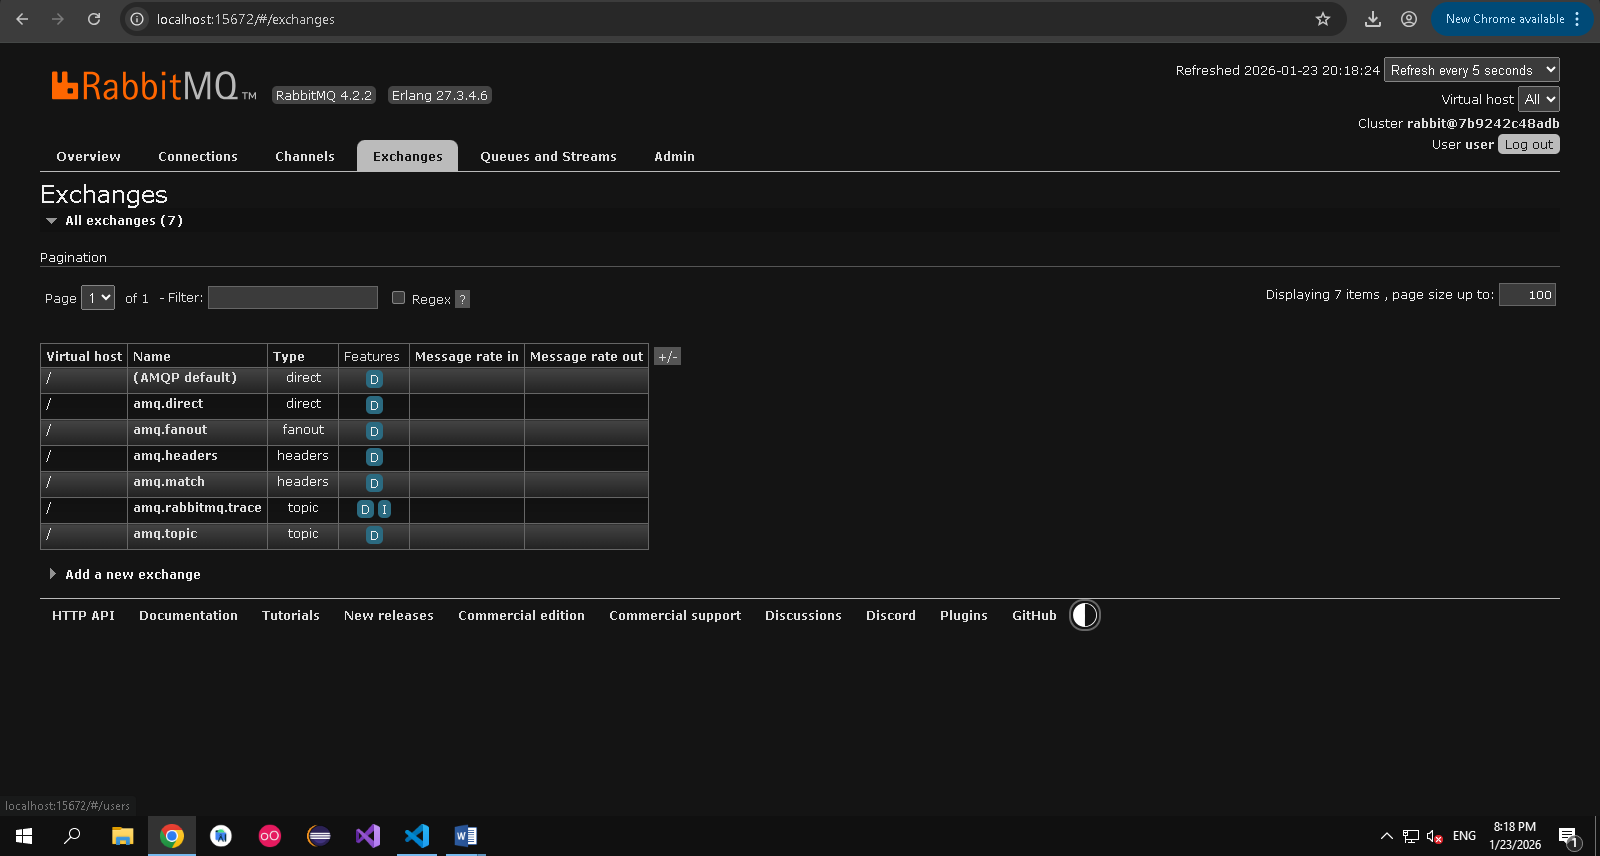 localhost:15672/#/exchanges
New Chrome available
RabbitMQ TM
RabbitMQ 4.2.2
Erlang 27.3.4.6
Refreshed 2026-01-23 20:18:24
Refresh every 5 seconds
Virtual host All
Cluster rabbit@7b9242c48adb
User user Log out
Overview Connections Channels Exchanges Queues and Streams Admin
Exchanges
All exchanges (7)
Pagination
Page 1 of 1 - Filter: Regex ?
Displaying 7 items , page size up to: 100
Virtual host Name Type Features Message rate in Message rate out +/-
/ (AMQP default) direct D
/ amq.direct direct D
/ amq.fanout fanout D
/ amq.headers headers D
/ amq.match headers D
/ amq.rabbitmq.trace topic D I
/ amq.topic topic D
Add a new exchange
HTTP API Documentation Tutorials New releases Commercial edition Commercial support Discussions Discord Plugins GitHub
localhost:15672/#/users
ENG
8:18 PM
1/23/2026
1